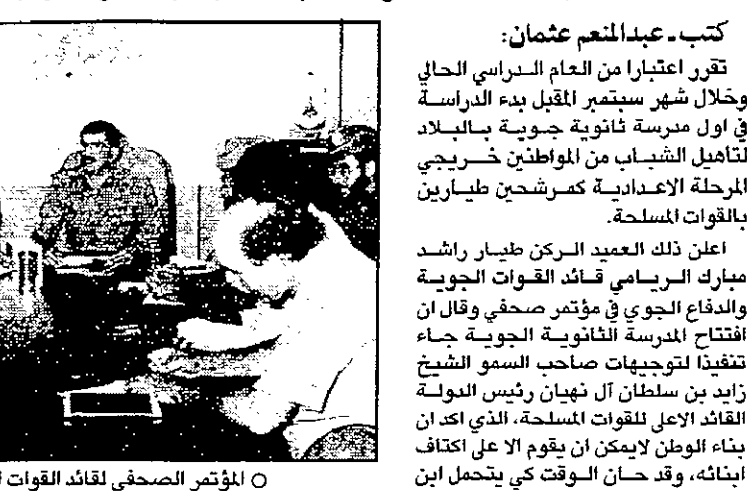 كتب ـ عبدالمنعم عثمان:
تقرر اعتبارا من العام الدراسي الحالي
وخلال شهر سبتمبر المقبل بدء الدراسة
في اول مدرسة ثانوية جوية بالبلاد
لتاهيل الشباب من المواطنين خريجي
المرحلة الاعدادية كمرشحين طيارين
بالقوات المسلحة.
اعلن ذلك العميد الركن طيار راشد
مبارك الريامي قائد القوات الجوية
والدفاع الجوي في مؤتمر صحفي وقال ان
افتتاح المدرسة الثانوية الجوية جاء
تنفيذا لتوجيهات صاحب السمو الشيخ
زايد بن سلطان آل نهيان رئيس الدولة
القائد الاعلى للقوات المسلحة، الذي اكد ان
بناء الوطن لايمكن ان يقوم الا على اكتاف
ابنائه، وقد حان الوقت كي يتحمل ابن
○ المؤتمر الصحفي لقائد القوات